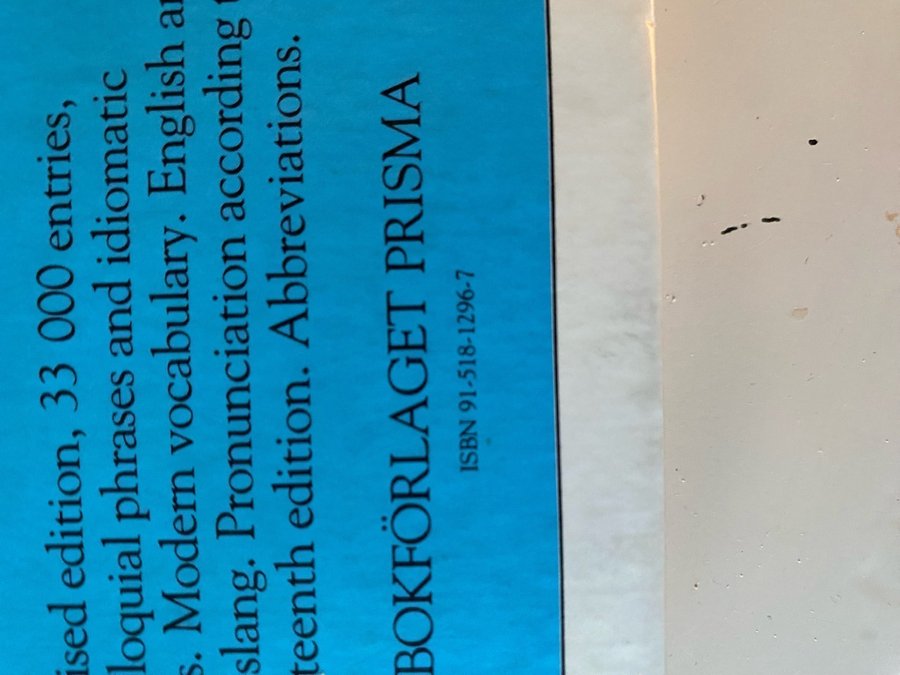 ised edition, 33 000 entries,
loquial phrases and idiomatic
s. Modern vocabulary. English
slang. Pronunciation according
teenth edition. Abbreviations.
BOKFÖRLAGET PRISMA
ISBN 91-518-1296-7